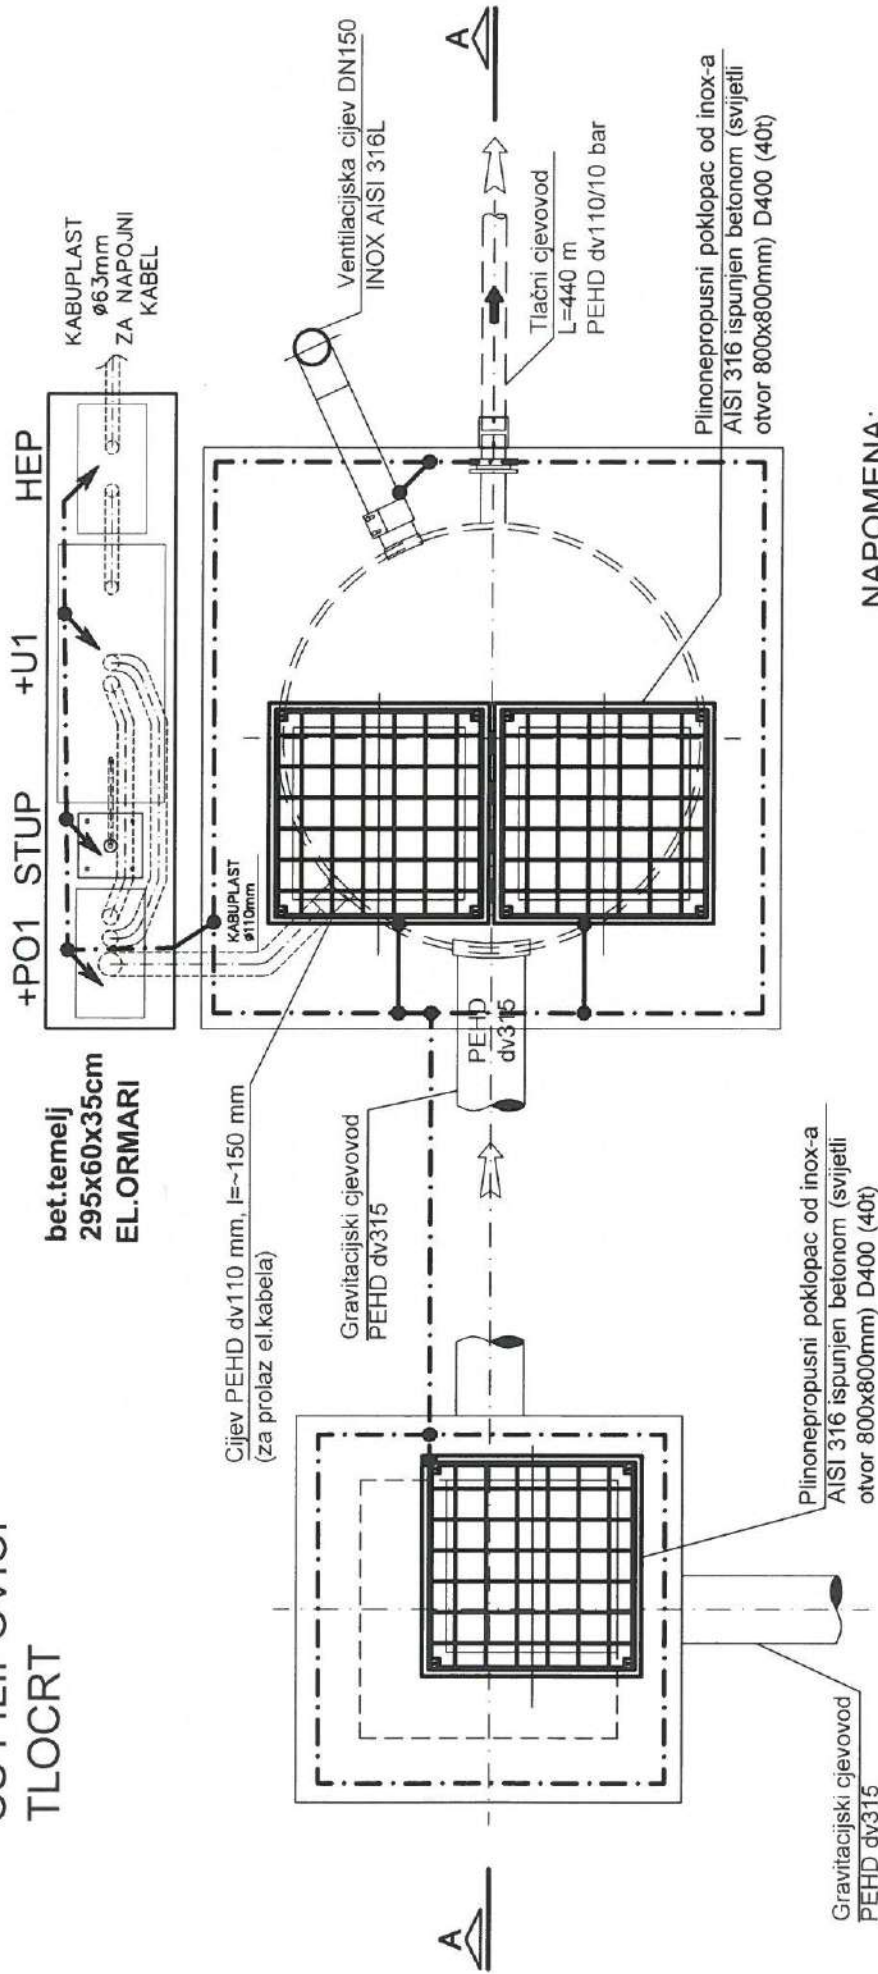 TLOCRT
bet.temelj
295x60x35cm
EL.ORMARI
+PO1
STUP
+U1
HEP
KABUPLAST
ø63mm
ZA NAPOJNI
KABEL
Ventilacijska cijev DN150
INOX AISI 316L
A
Cijev PEHD dv110 mm, l=~150 mm
(za prolaz el.kabela)
KABUPLAST
ø110mm
Gravitacijski cjevovod
PEHD dv315
PEHD
dv315
Tlačni cjevovod
L=440 m
PEHD dv110/10 bar
Plinonepropusni poklopac od inox-a
AISI 316 ispunjen betonom (svijetli
otvor 800x800mm) D400 (40t)
A
Plinonepropusni poklopac od inox-a
AISI 316 ispunjen betonom (svijetli
otvor 800x800mm) D400 (40t)
Gravitacijski cjevovod
PEHD dv315
NAPOMENA: